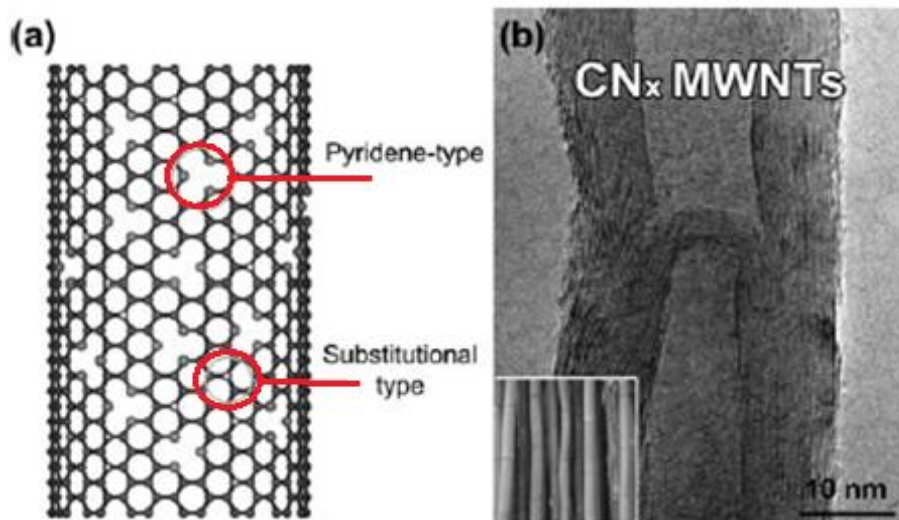 (a)
Pyridene-type
Substitutional
type
(b)
CNₓ MWNTs
10 nm